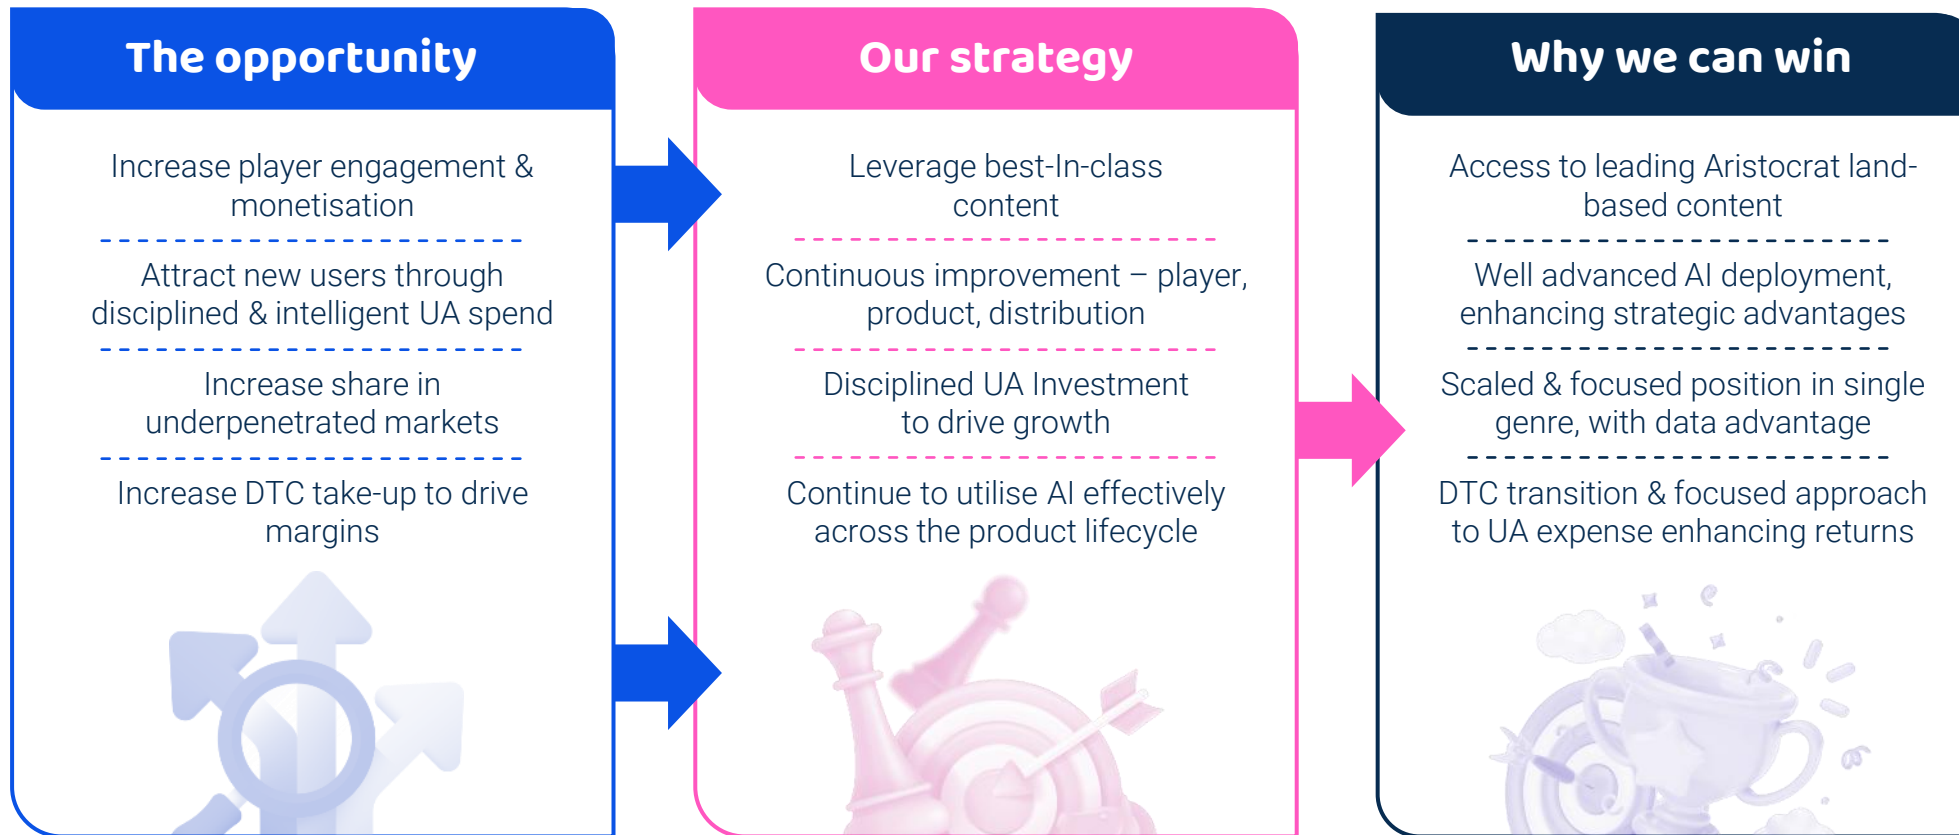 The opportunity
Increase player engagement &
monetisation
Attract new users through
disciplined & intelligent UA spend
Increase share in
underpenetrated markets
Increase DTC take-up to drive
margins
Our strategy
Leverage best-In-class
content
Continuous improvement – player,
product, distribution
Disciplined UA Investment
to drive growth
Continue to utilise AI effectively
across the product lifecycle
Why we can win
Access to leading Aristocrat land-
based content
Well advanced AI deployment,
enhancing strategic advantages
Scaled & focused position in single
genre, with data advantage
DTC transition & focused approach
to UA expense enhancing returns